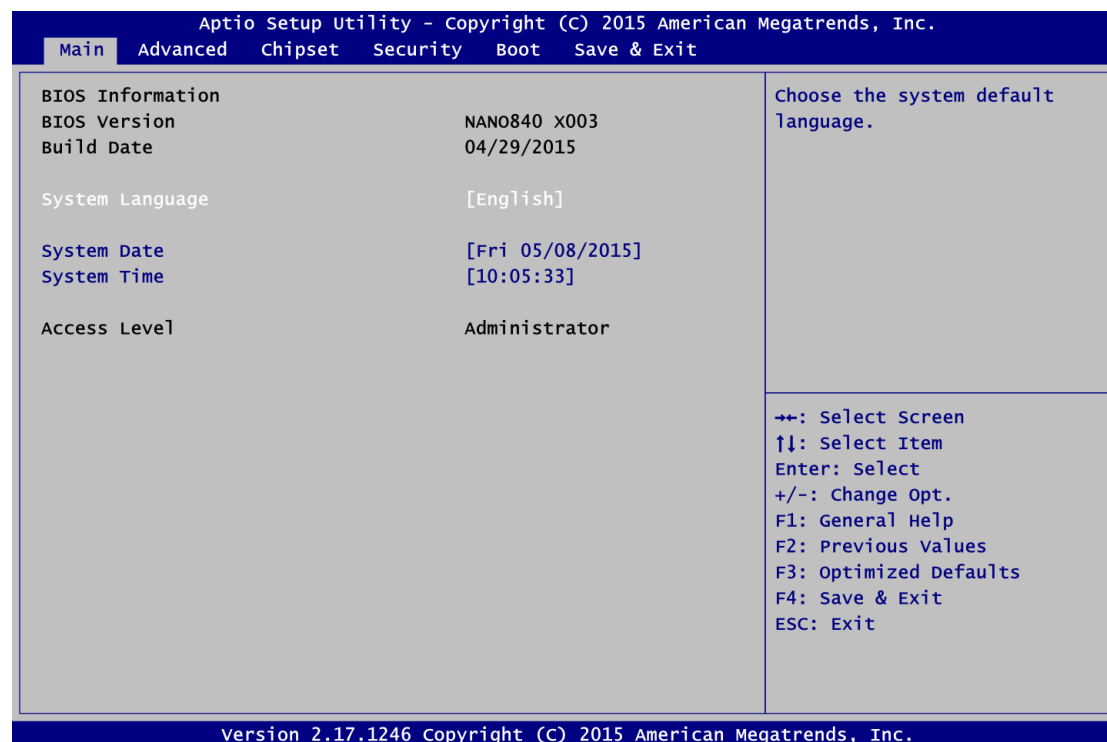 Aptio Setup Utility – Copyright (C) 2015 American Megatrends, Inc.
Main Advanced Chipset Security Boot Save & Exit
BIOS Information
BIOS Version NANO840 X003
Build Date 04/29/2015
System Language [English]
System Date [Fri 05/08/2015]
System Time [10:05:33]
Access Level Administrator
Choose the system default
language.
→←: Select Screen
↑↓: Select Item
Enter: Select
+/-: Change Opt.
F1: General Help
F2: Previous Values
F3: Optimized Defaults
F4: Save & Exit
ESC: Exit
Version 2.17.1246 Copyright (C) 2015 American Megatrends, Inc.